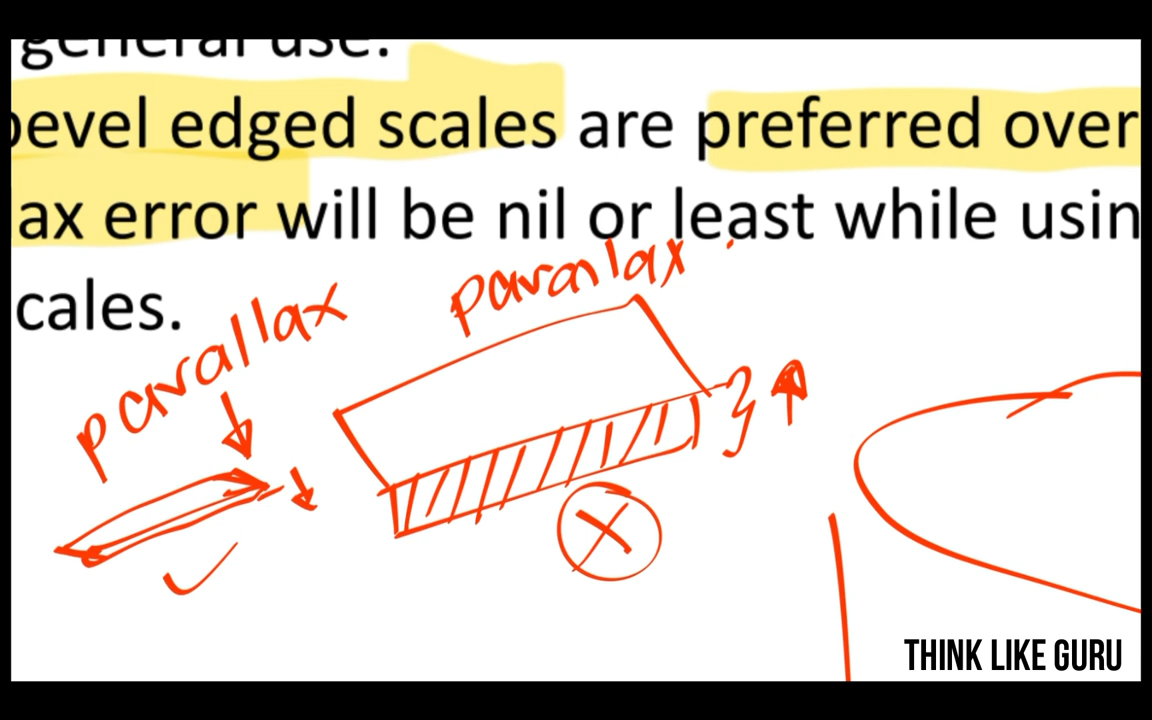 general use.
bevel edged scales are preferred over
ax error will be nil or least while usin
cales.
parallax
parallax
THINK LIKE GURU